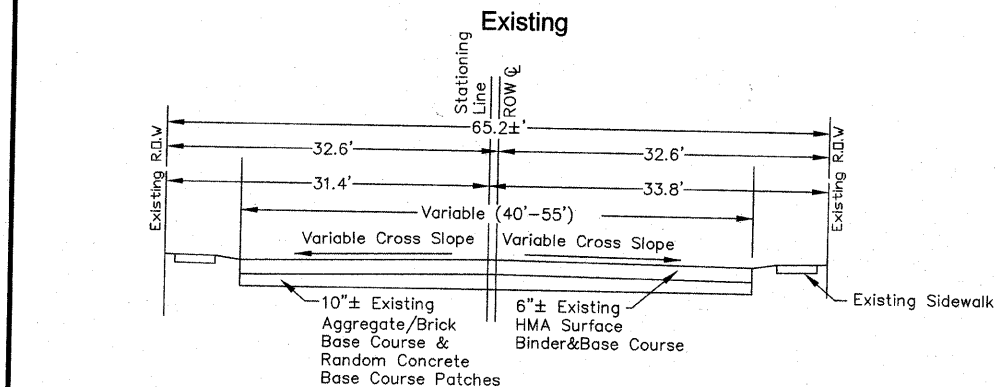 Existing
Stationing
Line
ROW ℄
65.2±'
32.6'
32.6'
31.4'
33.8'
Existing R.O.W
Existing R.O.W
Variable (40'-55')
Variable Cross Slope
Variable Cross Slope
10"± Existing
Aggregate/Brick
Base Course &
Random Concrete
Base Course Patches
6"± Existing
HMA Surface
Binder&Base Course
Existing Sidewalk